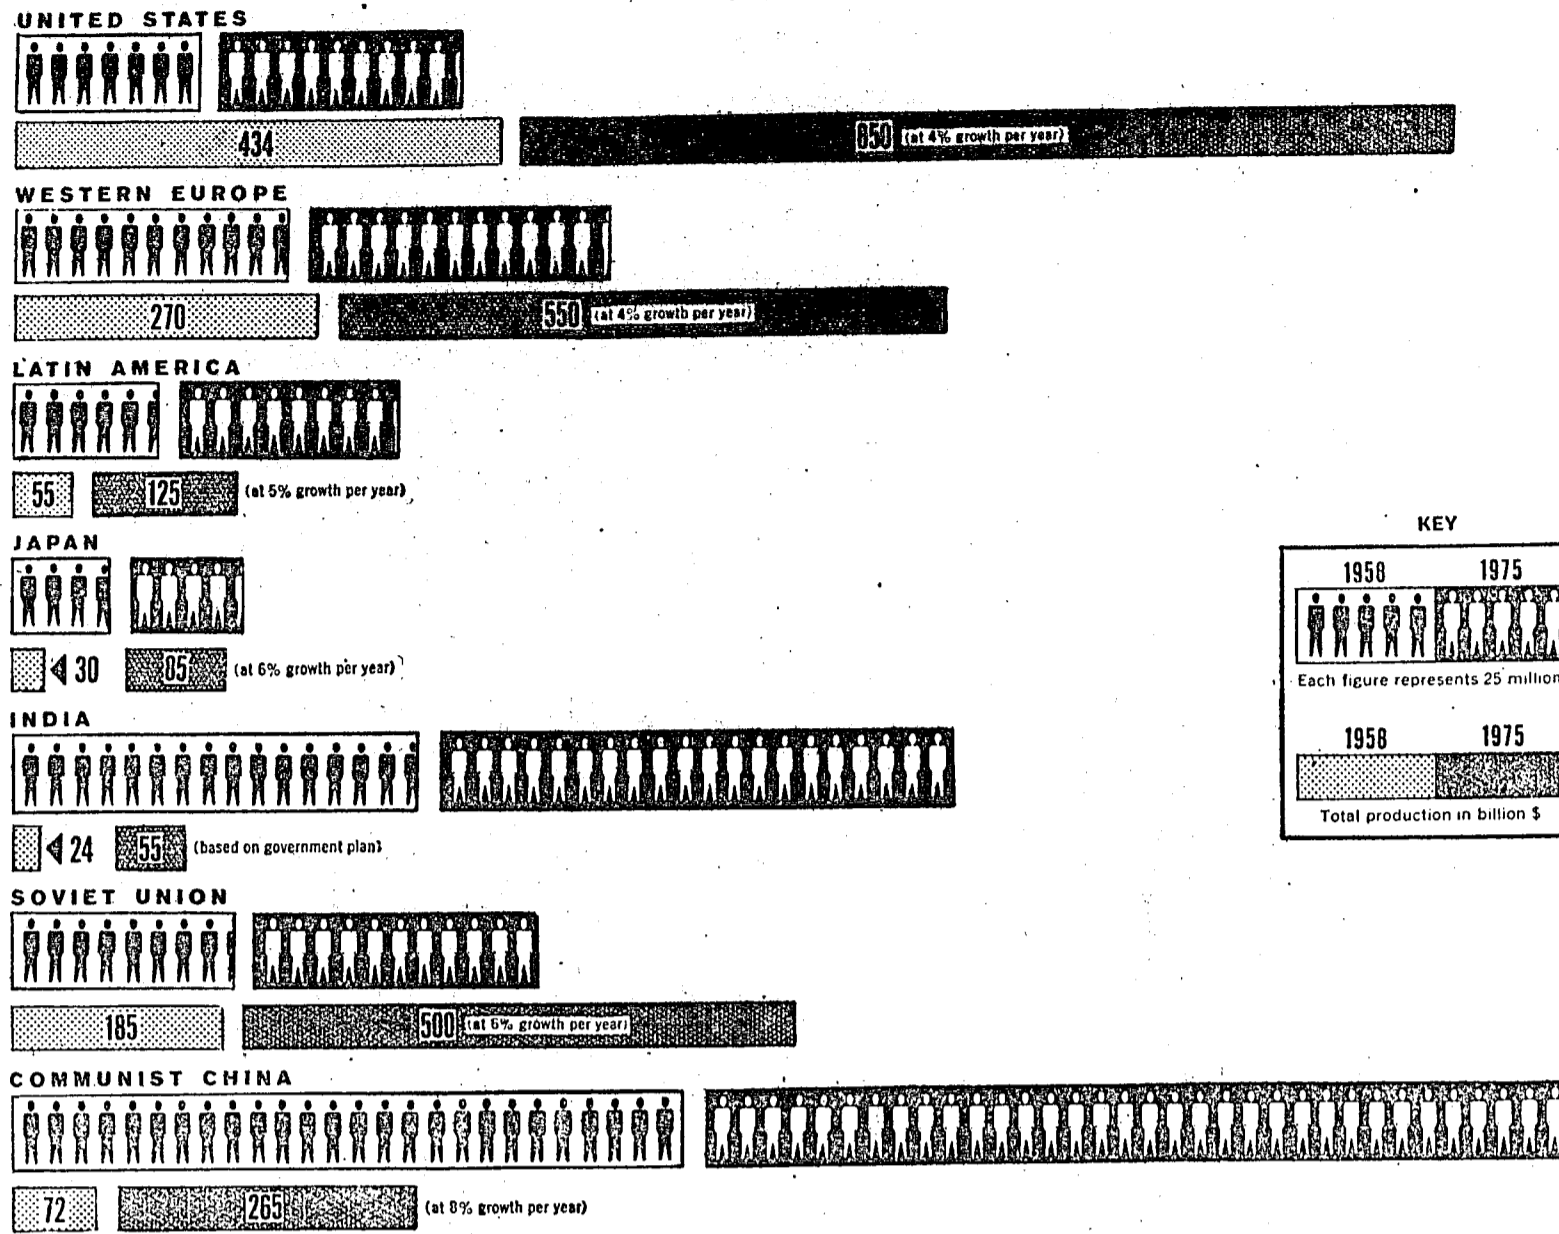 UNITED STATES
434
850 (at 4% growth per year)
WESTERN EUROPE
270
550 (at 4% growth per year)
LATIN AMERICA
55
125 (at 5% growth per year)
JAPAN
30
85 (at 6% growth per year)
INDIA
24
55 (based on government plan)
SOVIET UNION
185
500 (at 6% growth per year)
COMMUNIST CHINA
72
265 (at 8% growth per year)
KEY
1958 1975
Each figure represents 25 million
1958 1975
Total production in billion $